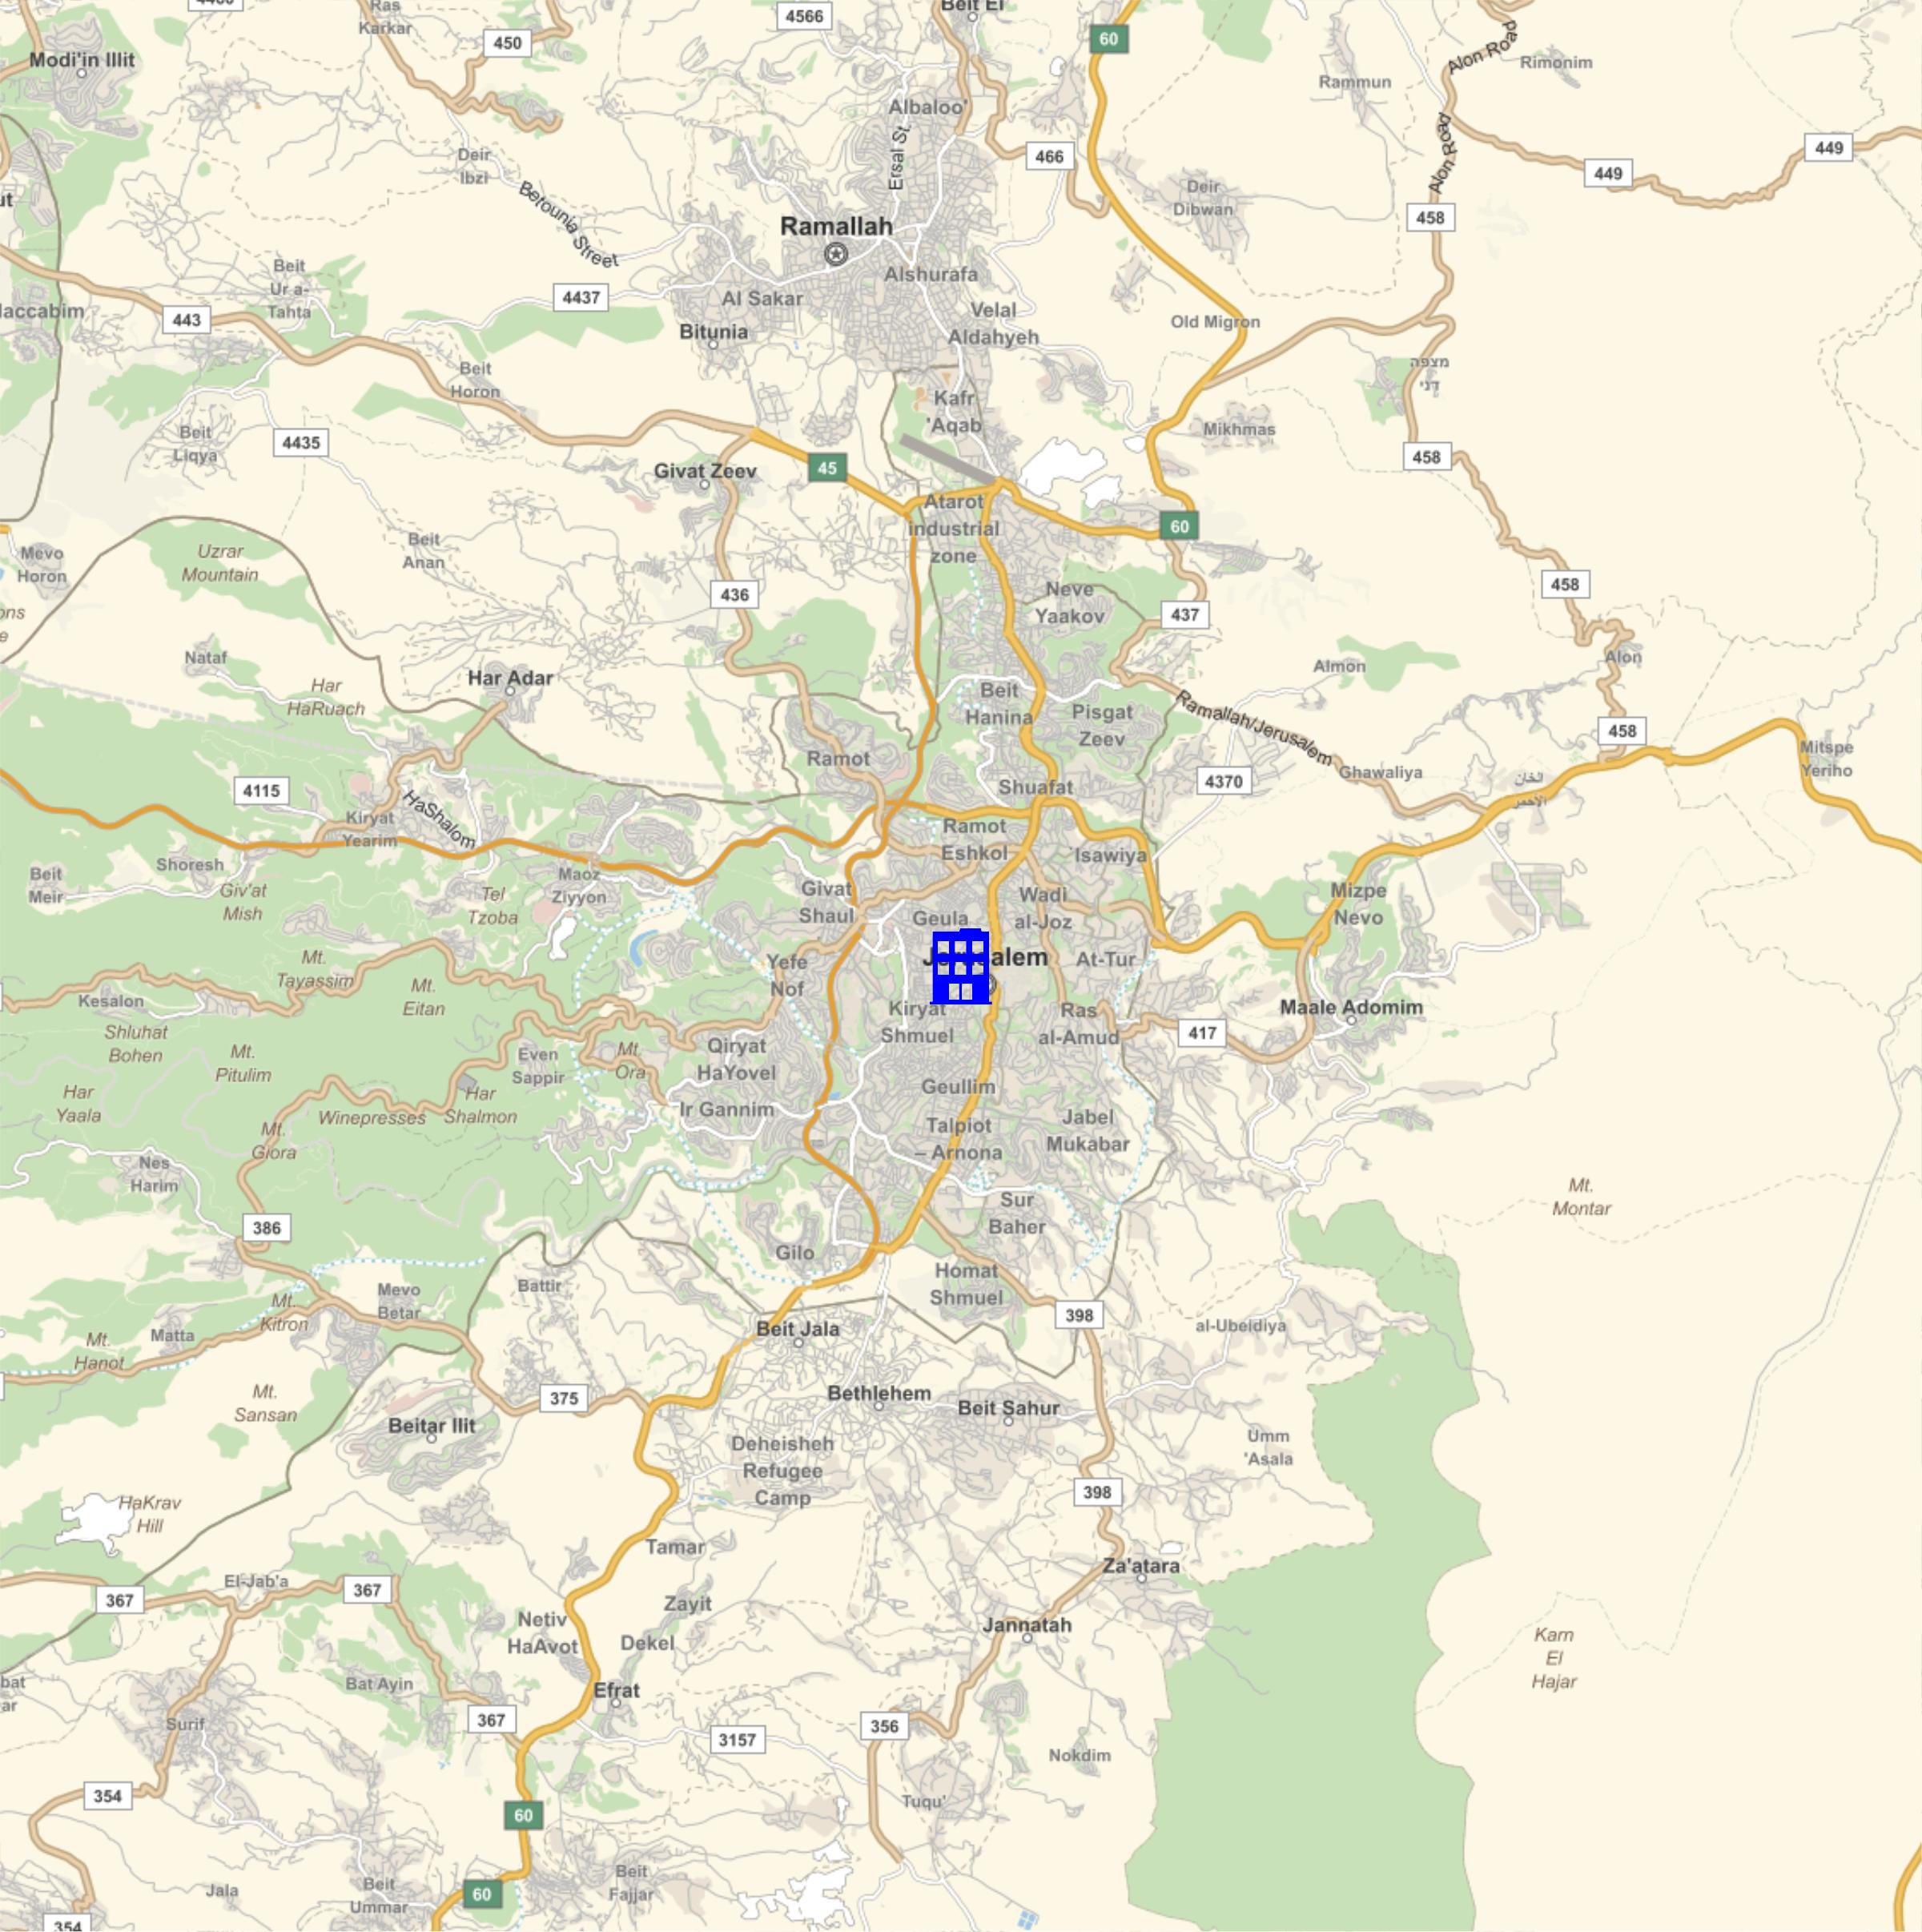 Ras
Karkar
4566
Beit El
60
Alon Road
Rimonim
Modi'in Illit
450
Rammun
Albaloo'
Ersal St.
Alon Road
466
449
449
Deir
Ibzi
Betounia Street
Deir
Dibwan
458
Ramallah
Alshurafa
Beit
Ur a-
Tahta
4437
Al Sakar
443
Velal
Aldahyeh
Old Migron
Bitunia
Beit
Horon
מצפה
דני
Kafr
'Aqab
Beit
Liqya
4435
Mikhmas
458
Givat Zeev
45
Atarot
industrial
zone
60
Mevo
Horon
Uzrar
Mountain
Beit
Anan
436
Neve
Yaakov
437
458
Nataf
Har Adar
Har
HaRuach
Almon
Alon
Beit
Hanina
Pisgat
Zeev
Ramallah/Jerusalem
458
Mitspe
Yeriho
Ramot
4115
HaShalom
Shuafat
4370
Ghawaliya
الخان
الأحمر
Kiryat
Yearim
Ramot
Eshkol
'Isawiya
Shoresh
Beit
Meir
Giv'at
Mish
Tel
Tzoba
Maoz
Ziyyon
Givat
Shaul
Geula
Wadi
al-Joz
Mizpe
Nevo
At-Tur
Mt.
Tayassim
Yefe
Nof
Kesalon
Mt.
Eitan
Kiryat
Shmuel
Ras
al-Amud
Maale Adomim
417
Shluhat
Bohen
Mt.
Pitulim
Even
Sappir
Mt.
Ora
Qiryat
HaYovel
Har
Yaala
Winepresses
Har
Shalmon
Ir Gannim
Geullim
Talpiot
– Arnona
Jabel
Mukabar
Mt.
Giora
Nes
Harim
Mt.
Montar
386
Sur
Baher
Gilo
Homat
Shmuel
Battir
Mevo
Betar
Mt.
Kitron
Mt.
Hanot
Matta
Beit Jala
398
al-Ubeidiya
Mt.
Sansan
375
Bethlehem
Beit Sahur
Beitar Ilit
Deheisheh
Refugee
Camp
Umm
'Asala
398
HaKrav
Hill
Tamar
Za'atara
El-Jab'a
367
367
Zayit
Netiv
HaAvot
Dekel
Jannatah
Kam
El
Hajar
Bat Ayin
Efrat
Surif
367
3157
356
Nokdim
354
60
Tuqu'
Jala
Beit
Ummar
60
Beit
Fajjar
354